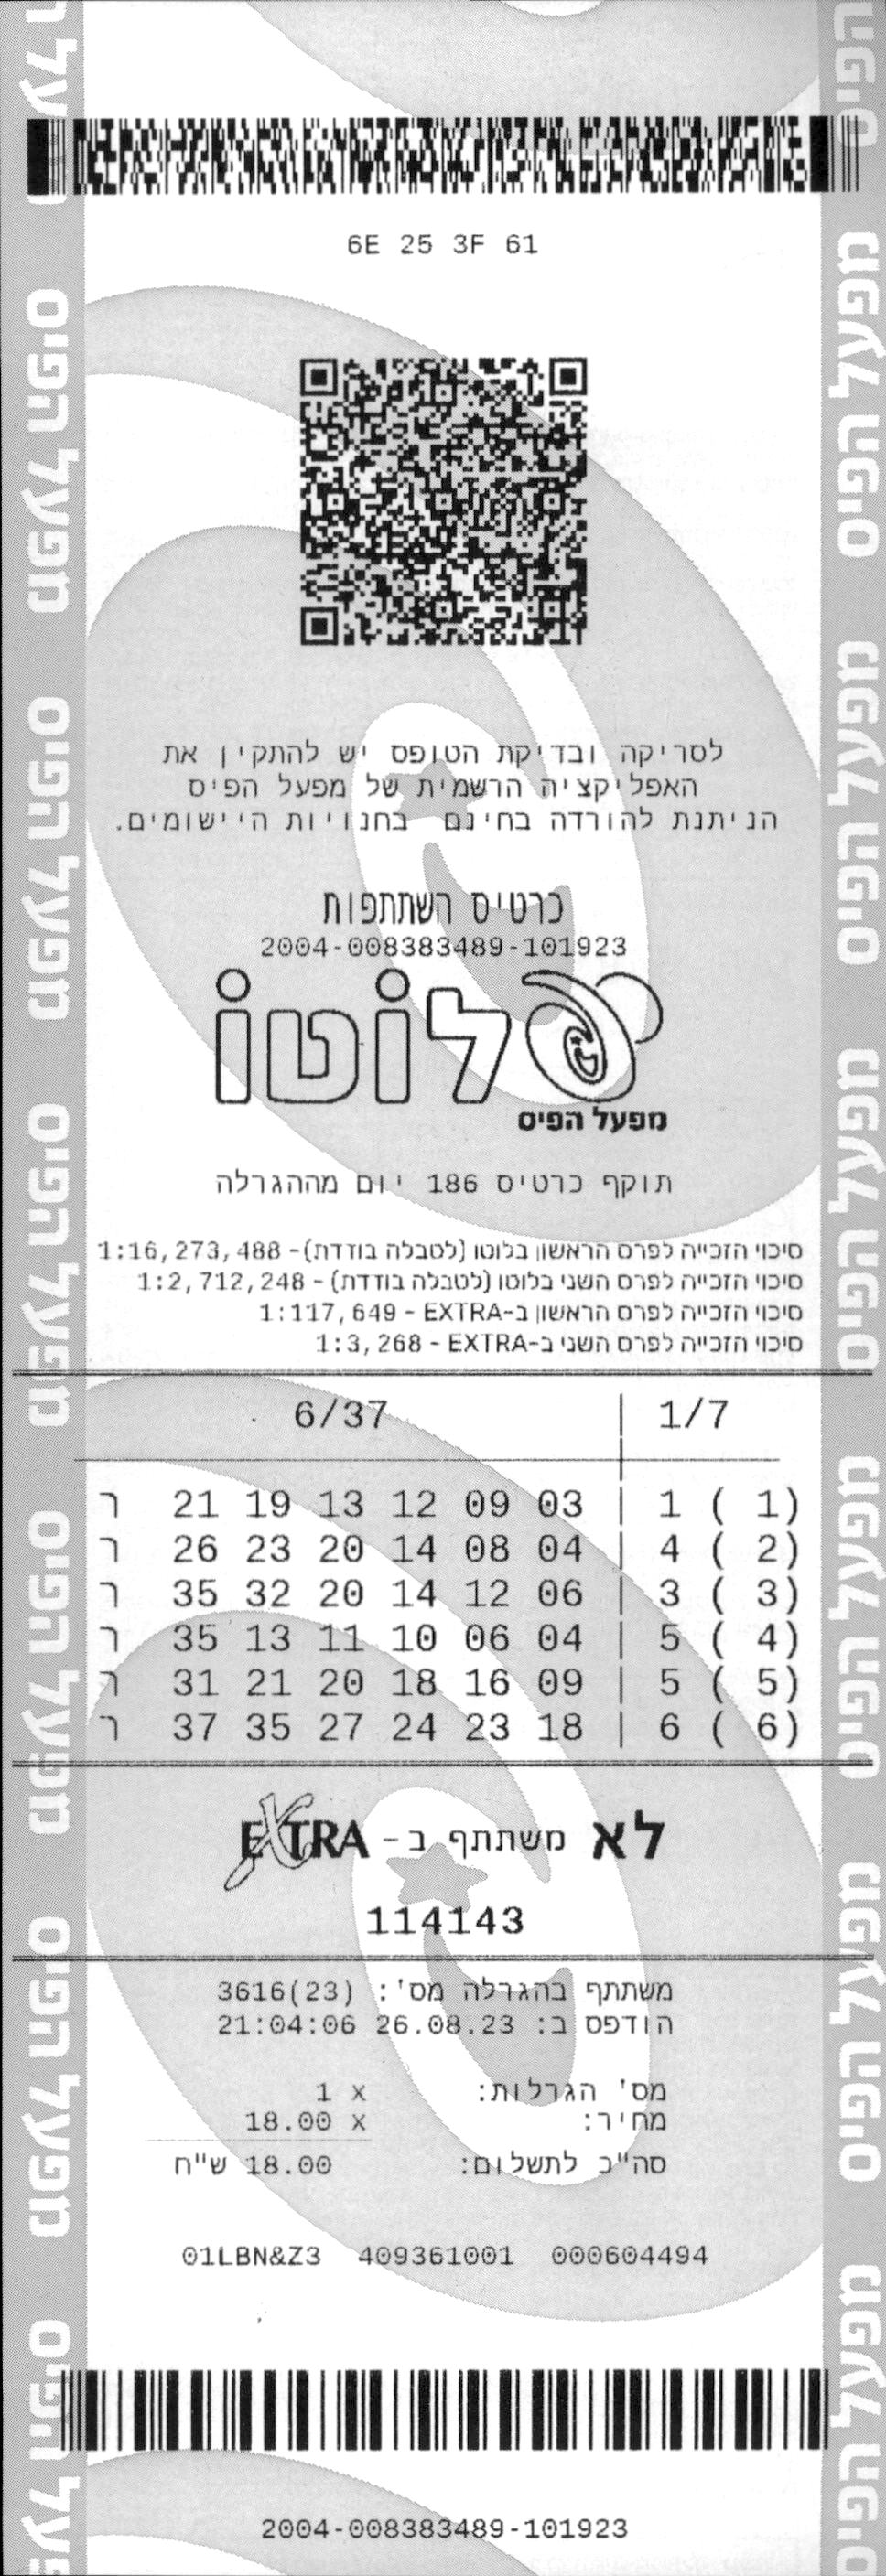 6E 25 3F 61
לסריקה ובדיקת הטופס יש להתקין את
האפליקציה הרשמית של מפעל הפיס
הניתנת להורדה בחינם בחנויות היישומים.
כרטיס השתתפות
2004-008383489-101923
לוטו
מפעל הפיס
תוקף כרטיס 186 יום מההגרלה
סיכוי הזכייה לפרס הראשון בלוטו (לטבלה בודדת)- 1:16,273,488
סיכוי הזכייה לפרס השני בלוטו (לטבלה בודדת) - 1:2,712,248
סיכוי הזכייה לפרס הראשון ב-EXTRA - 1:117,649
סיכוי הזכייה לפרס השני ב-EXTRA - 1:3,268
6/37 | 1/7
ר 21 19 13 12 09 03 | 1 ( 1)
ר 26 23 20 14 08 04 | 4 ( 2)
ר 35 32 20 14 12 06 | 3 ( 3)
ר 35 13 11 10 06 04 | 5 ( 4)
ר 31 21 20 18 16 09 | 5 ( 5)
ר 37 35 27 24 23 18 | 6 ( 6)
לא משתתף ב - EXTRA
114143
משתתף בהגרלה מס': 3616(23)
הודפס ב: 26.08.23 21:04:06
מס' הגרלות: x 1
מחיר: x 18.00
סה"כ לתשלום: 18.00 ש"ח
01LBN&Z3 409361001 000604494
2004-008383489-101923
מפעל הפיס
מפעל הפיס